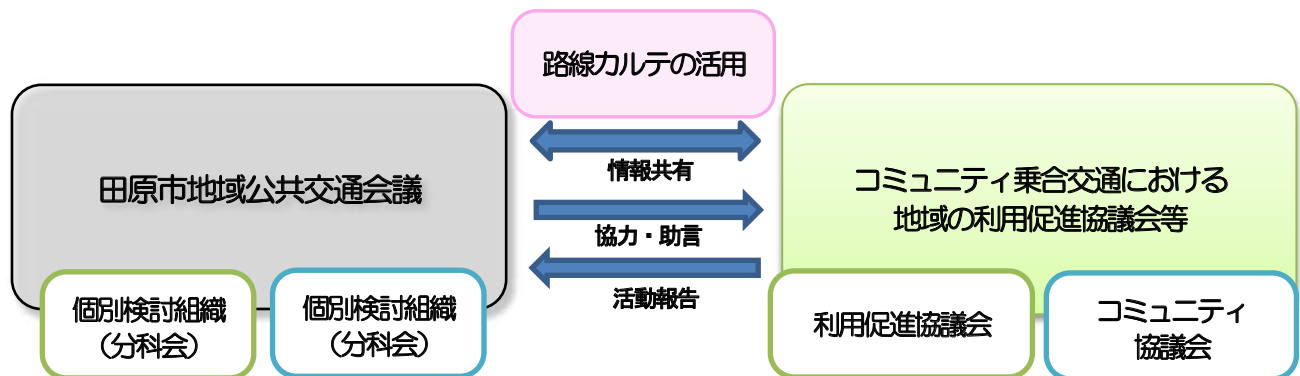 路線カルテの活用
田原市地域公共交通会議
情報共有
協力・助言
活動報告
コミュニティ乗合交通における
地域の利用促進協議会等
個別検討組織
（分科会）
個別検討組織
（分科会）
利用促進協議会
コミュニティ
協議会